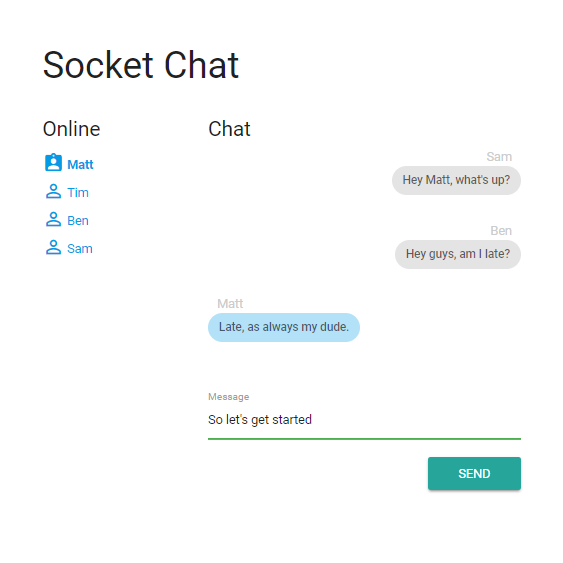 Socket Chat
Online
Matt
Tim
Ben
Sam
Chat
Sam
Hey Matt, what's up?
Ben
Hey guys, am I late?
Matt
Late, as always my dude.
Message
So let's get started
SEND